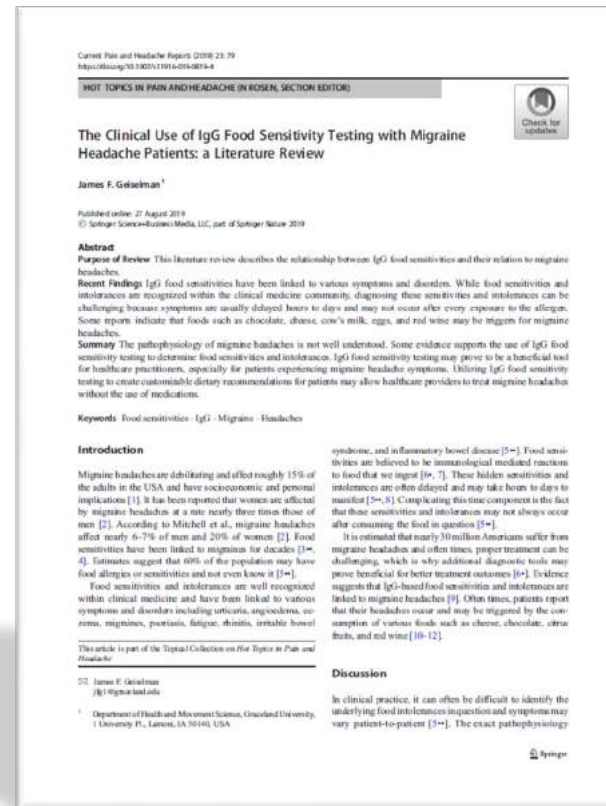 Current Pain and Headache Reports (2019) 23:79
https://doi.org/10.1007/s11916-019-0819-4
HOT TOPICS IN PAIN AND HEADACHE (N ROSEN, SECTION EDITOR)
Check for
updates
The Clinical Use of IgG Food Sensitivity Testing with Migraine
Headache Patients: a Literature Review
James F. Geiselman¹
Published online: 27 August 2019
© Springer Science+Business Media, LLC, part of Springer Nature 2019
Abstract
Purpose of Review This literature review describes the relationship between IgG food sensitivities and their relation to migraine
headaches.
Recent Findings IgG food sensitivities have been linked to various symptoms and disorders. While food sensitivities and
intolerances are recognized within the clinical medicine community, diagnosing these sensitivities and intolerances can be
challenging because symptoms are usually delayed hours to days and may not occur after every exposure to the allergen.
Some reports indicate that foods such as chocolate, cheese, cow's milk, eggs, and red wine may be triggers for migraine
headaches.
Summary The pathophysiology of migraine headaches is not well understood. Some evidence supports the use of IgG food
sensitivity testing to determine food sensitivities and intolerances. IgG food sensitivity testing may prove to be a beneficial tool
for healthcare practitioners, especially for patients experiencing migraine headache symptoms. Utilizing IgG food sensitivity
testing to create customizable dietary recommendations for patients may allow healthcare providers to treat migraine headaches
without the use of medications.
Keywords Food sensitivities · IgG · Migraine · Headaches
Introduction
Migraine headaches are debilitating and affect roughly 15% of
the adults in the USA and have socioeconomic and personal
implications [1]. It has been reported that women are affected
by migraine headaches at a rate nearly three times those of
men [2]. According to Mitchell et al., migraine headaches
affect nearly 6–7% of men and 20% of women [2]. Food
sensitivities have been linked to migraines for decades [3••,
4]. Estimates suggest that 60% of the population may have
food allergies or sensitivities and not even know it [5••].
Food sensitivities and intolerances are well recognized
within clinical medicine and have been linked to various
symptoms and disorders including urticaria, angioedema, ec-
zema, migraines, psoriasis, fatigue, rhinitis, irritable bowel
This article is part of the Topical Collection on Hot Topics in Pain and
Headache
✉ James F. Geiselman
jfg1@graceland.edu
¹ Department of Health and Movement Science, Graceland University,
1 University Pl., Lamoni, IA 50140, USA
syndrome, and inflammatory bowel disease [5••]. Food sensi-
tivities are believed to be immunological mediated reactions
to food that we ingest [6•, 7]. These hidden sensitivities and
intolerances are often delayed and may take hours to days to
manifest [5••, 8]. Complicating this time component is the fact
that these sensitivities and intolerances may not always occur
after consuming the food in question [5••].
It is estimated that nearly 30 million Americans suffer from
migraine headaches and often times, proper treatment can be
challenging, which is why additional diagnostic tools may
prove beneficial for better treatment outcomes [6•]. Evidence
suggests that IgG-based food sensitivities and intolerances are
linked to migraine headaches [9]. Often times, patients report
that their headaches occur and may be triggered by the con-
sumption of various foods such as cheese, chocolate, citrus
fruits, and red wine [10–12].
Discussion
In clinical practice, it can often be difficult to identify the
underlying food intolerances in question and symptoms may
vary patient-to-patient [5••]. The exact pathophysiology
Springer